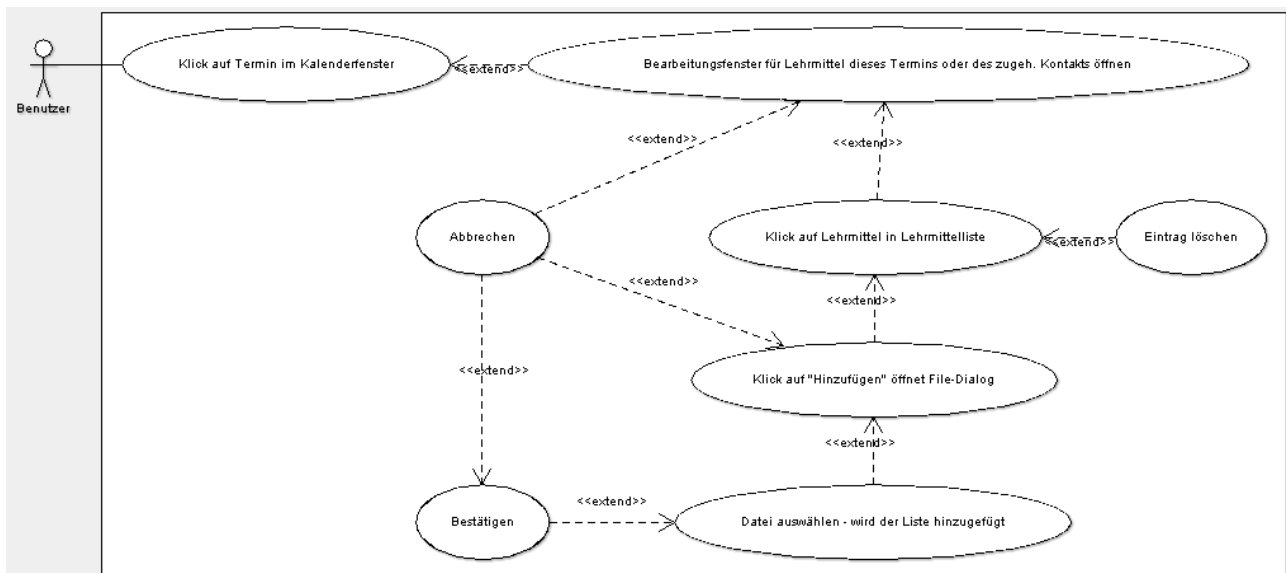 Klick auf Termin im Kalenderfenster
<<extend>>
Bearbeitungsfenster für Lehrmittel dieses Termins oder des zugeh. Kontakts öffnen
Benutzer
<<extend>>
<<extend>>
Abbrechen
Klick auf Lehrmittel in Lehrmittelliste
<<extend>>
Eintrag löschen
<<extend>>
<<extend>>
<<extend>>
Klick auf "Hinzufügen" öffnet File-Dialog
<<extend>>
Bestätigen
<<extend>>
Datei auswählen - wird der Liste hinzugefügt